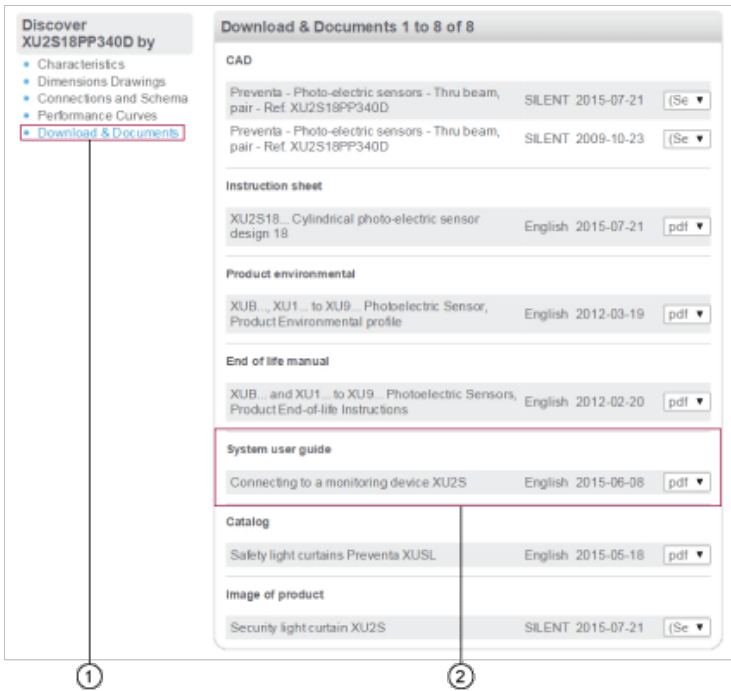 Discover
XU2S18PP340D by
Characteristics
Dimensions Drawings
Connections and Schema
Performance Curves
Download & Documents
Download & Documents 1 to 8 of 8
CAD
Preventa - Photo-electric sensors - Thru beam,
pair - Ref. XU2S18PP340D
SILENT 2015-07-21 (Se
Preventa - Photo-electric sensors - Thru beam,
pair - Ref. XU2S18PP340D
SILENT 2009-10-23 (Se
Instruction sheet
XU2S18... Cylindrical photo-electric sensor
design 18
English 2015-07-21 pdf
Product environmental
XUB..., XU1... to XU9... Photoelectric Sensor,
Product Environmental profile
English 2012-03-19 pdf
End of life manual
XUB... and XU1... to XU9... Photoelectric Sensors,
Product End-of-life Instructions
English 2012-02-20 pdf
System user guide
Connecting to a monitoring device XU2S English 2015-06-08 pdf
Catalog
Safety light curtains Preventa XUSL English 2015-05-18 pdf
Image of product
Security light curtain XU2S SILENT 2015-07-21 (Se
1 2